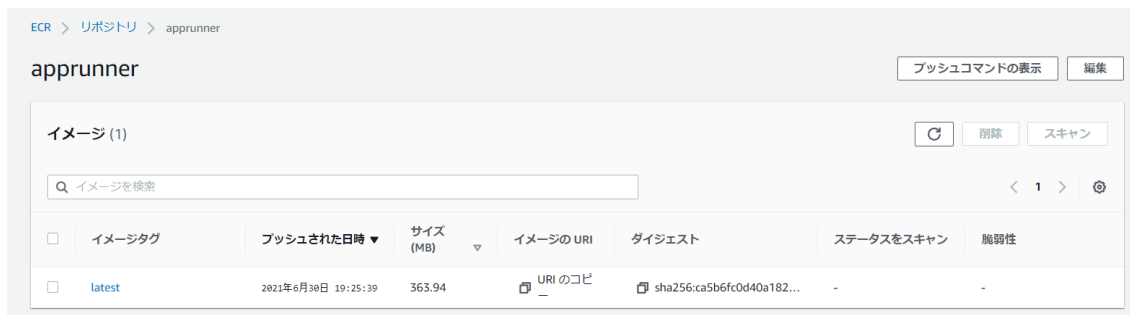 ECR > リポジトリ > apprunner
apprunner
プッシュコマンドの表示
編集
イメージ (1)
削除
スキャン
イメージを検索
< 1 >
イメージタグ
プッシュされた日時 ▼
サイズ
(MB) ▽
イメージの URI
ダイジェスト
ステータスをスキャン
脆弱性
latest
2021年6月30日 19:25:39
363.94
URI のコピ
ー
sha256:ca5b6fc0d40a182...
-
-